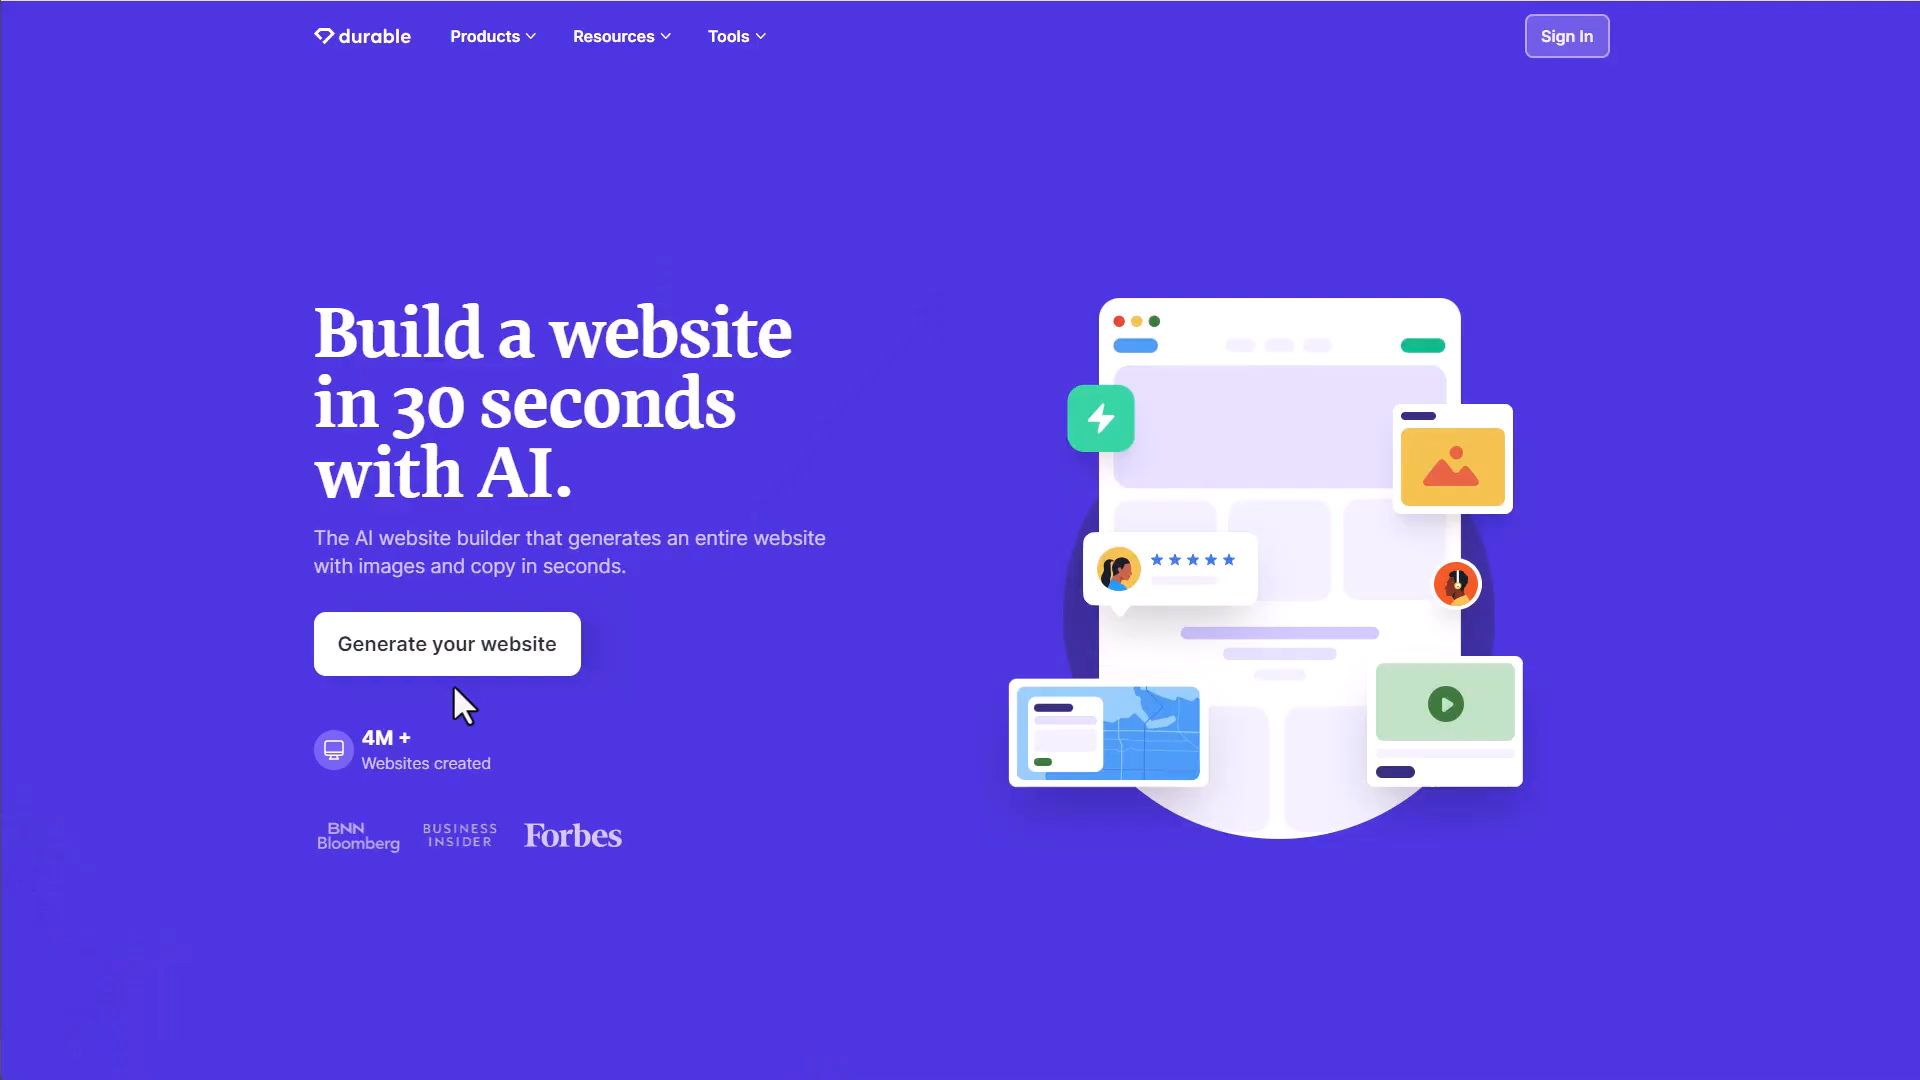 durable
Products
Resources
Tools
Sign In
Build a website
in 30 seconds
with AI.
The AI website builder that generates an entire website
with images and copy in seconds.
Generate your website
4M +
Websites created
BNN
Bloomberg
BUSINESS
INSIDER
Forbes